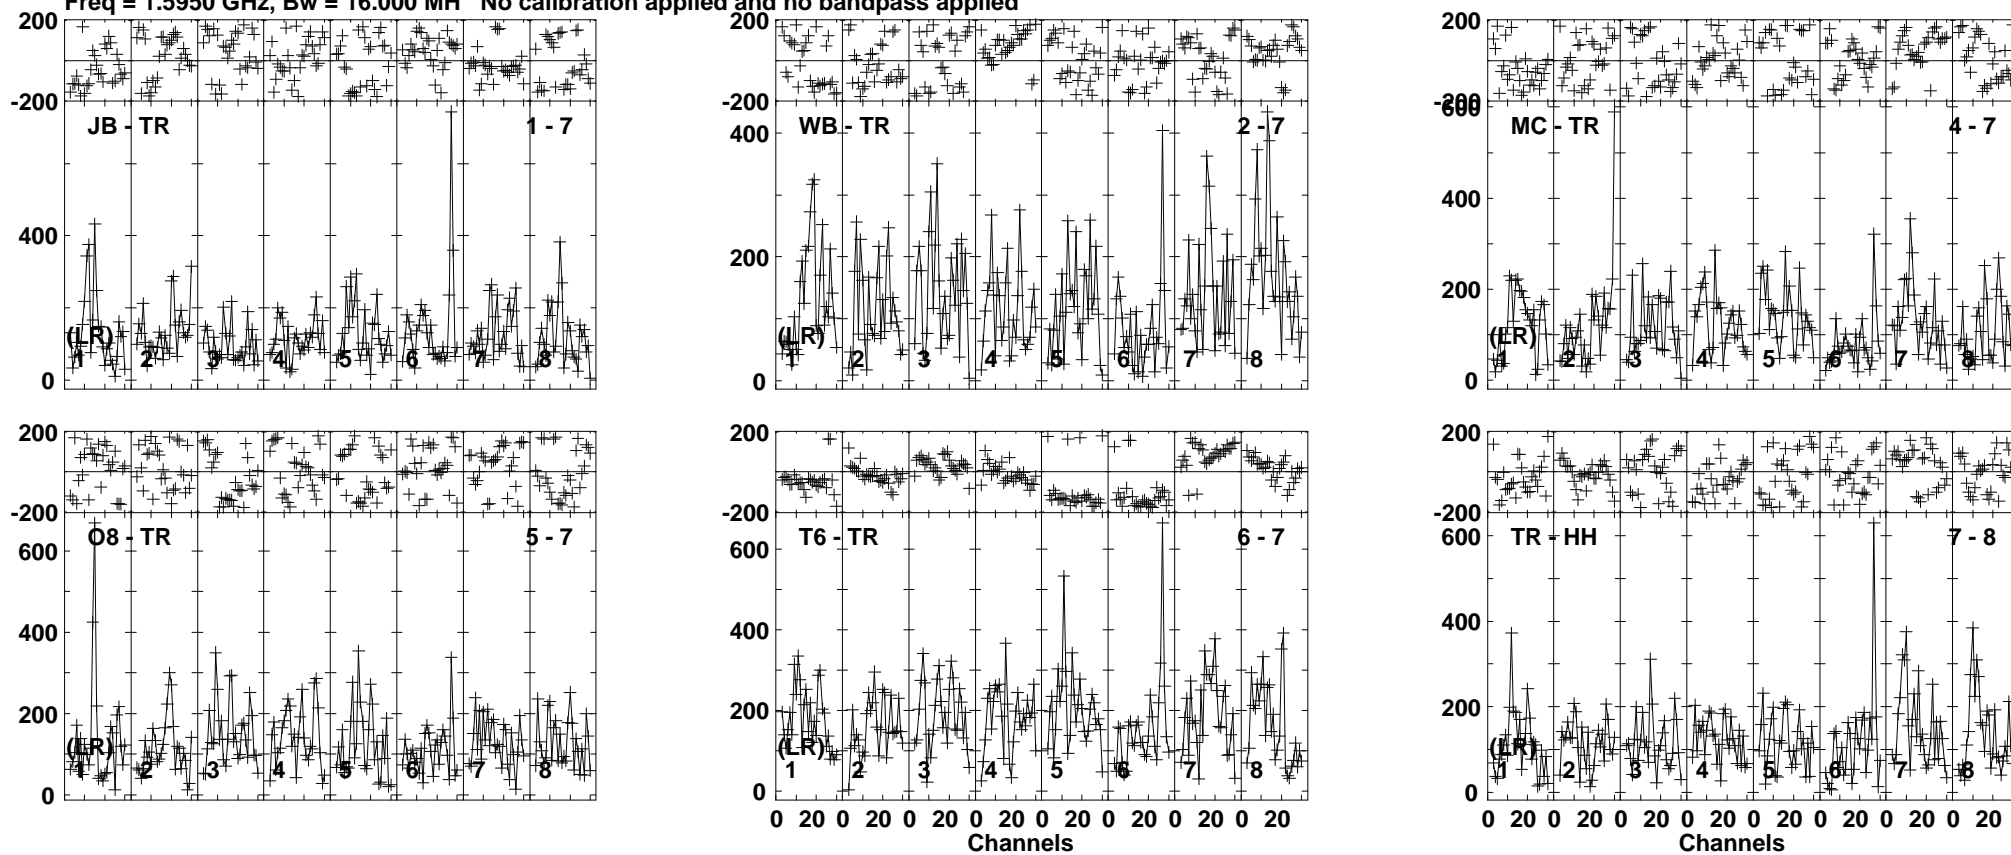 Freq = 1.5950 GHz, Bw = 16.000 MH No calibration applied and no bandpass applied
200 200 200
-200 -200 -200
JB - TR 1 - 7 WB - TR 2 - 7 MC - TR 4 - 7
600
400 400 400
200 200
(LR) (LR) (LR)
1 2 3 4 5 6 7 8 1 2 3 4 5 6 7 8 1 2 3 4 5 6 7 8
0 0 0
200 200 200
-200 -200 -200
O8 - TR 5 - 7 T6 - TR 6 - 7 TR - HH 7 - 8
600 600 600
400 400 400
200 200 200
(LR) (LR) (LR)
1 2 3 4 5 6 7 8 1 2 3 4 5 6 7 8 1 2 3 4 5 6 7 8
0 0 0
0 20 0 20 0 20 0 20 0 20 0 20 0 20 0 20 0 20 0 20 0 20 0 20 0 20 0 20 0 20 0 20
Channels Channels